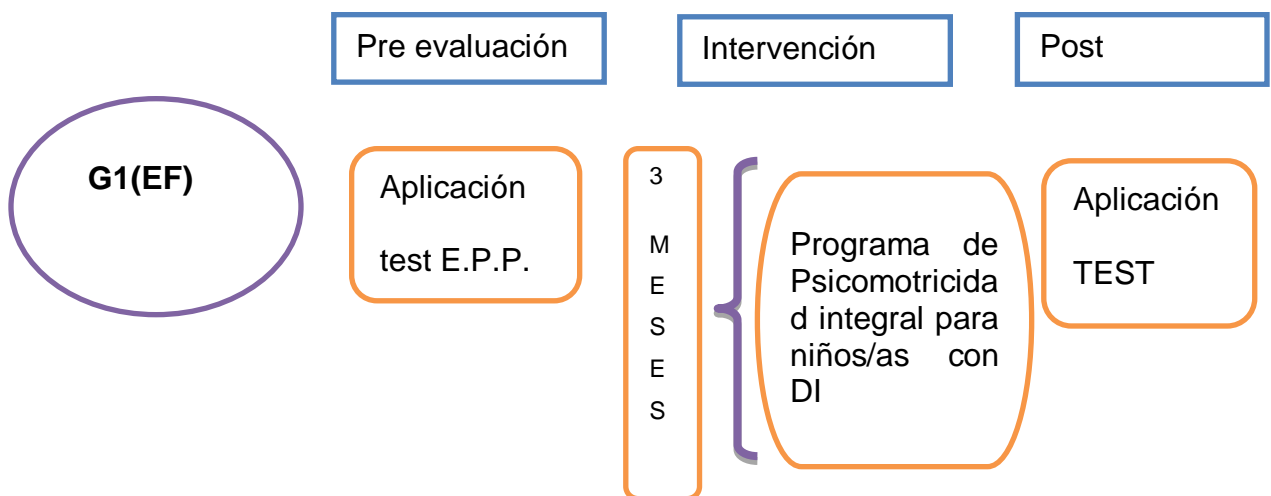 Pre evaluación
Intervención
Post
G1(EF)
Aplicación
test E.P.P.
3
M
E
S
E
S
Programa de
Psicomotricida
d integral para
niños/as con
DI
Aplicación
TEST